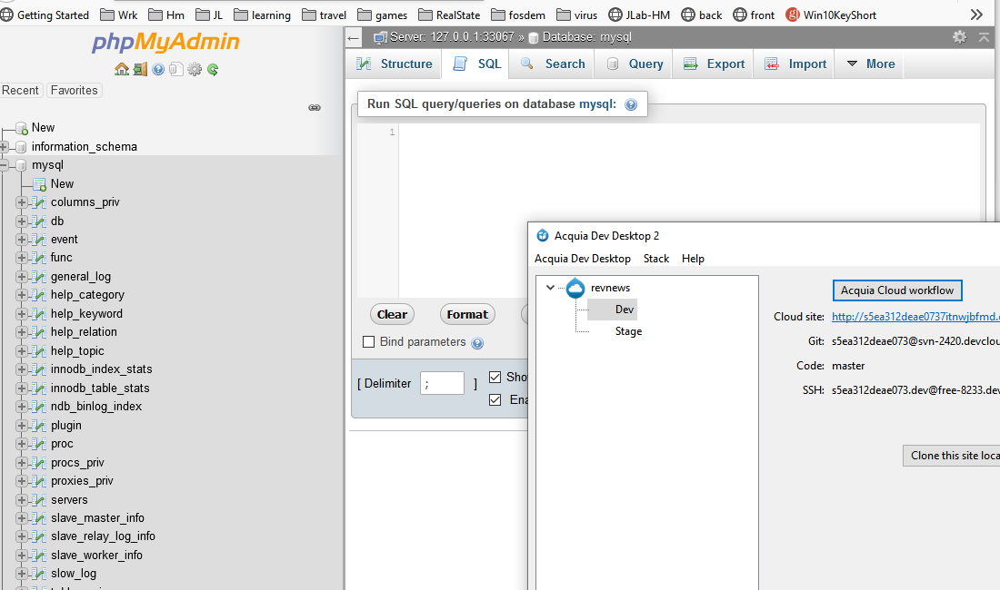 Getting Started Wrk Hm JL learning travel games RealState fosdem virus JLab-HM back front Win10KeyShort
phpMyAdmin
Recent Favorites
New
information_schema
mysql
New
columns_priv
db
event
func
general_log
help_category
help_keyword
help_relation
help_topic
innodb_index_stats
innodb_table_stats
ndb_binlog_index
plugin
proc
procs_priv
proxies_priv
servers
slave_master_info
slave_relay_log_info
slave_worker_info
slow_log
Server: 127.0.0.1:33067 » Database: mysql
Structure SQL Search Query Export Import More
Run SQL query/queries on database mysql:
1
Clear Format
Bind parameters
[ Delimiter ; ] Sho
Ena
Acquia Dev Desktop 2
Acquia Dev Desktop Stack Help
revnews
Dev
Stage
Acquia Cloud workflow
Cloud site: http://s5ea312deae0737itnwjbfmd.
Git: s5ea312deae073@svn-2420.devclou
Code: master
SSH: s5ea312deae073.dev@free-8233.dev
Clone this site loca